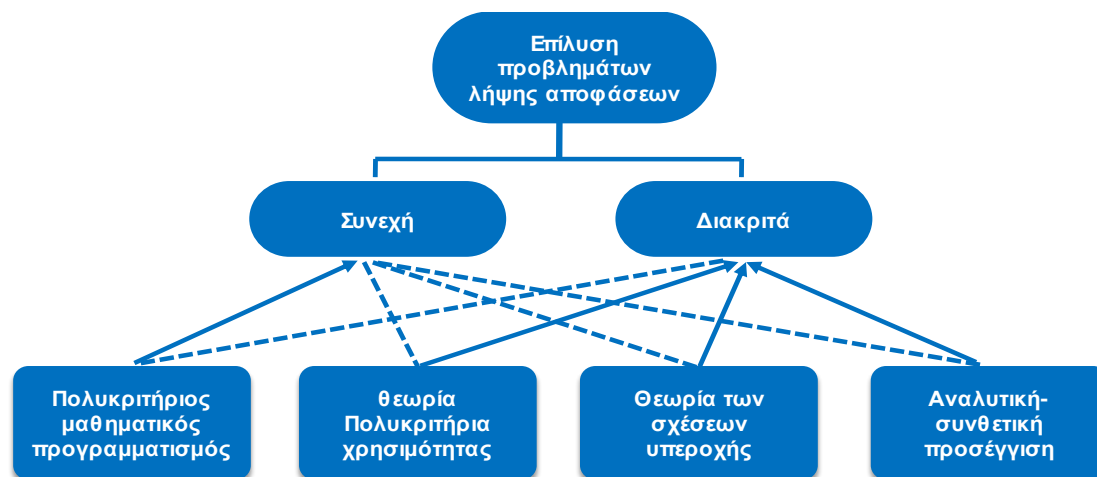 Επίλυση
προβλημάτων
λήψης αποφάσεων
Συνεχή
Διακριτά
Πολυκριτήριος
μαθηματικός
προγραμματισμός
θεωρία
Πολυκριτήρια
χρησιμότητας
Θεωρία των
σχέσεων
υπεροχής
Αναλυτική-
συνθετική
προσέγγιση